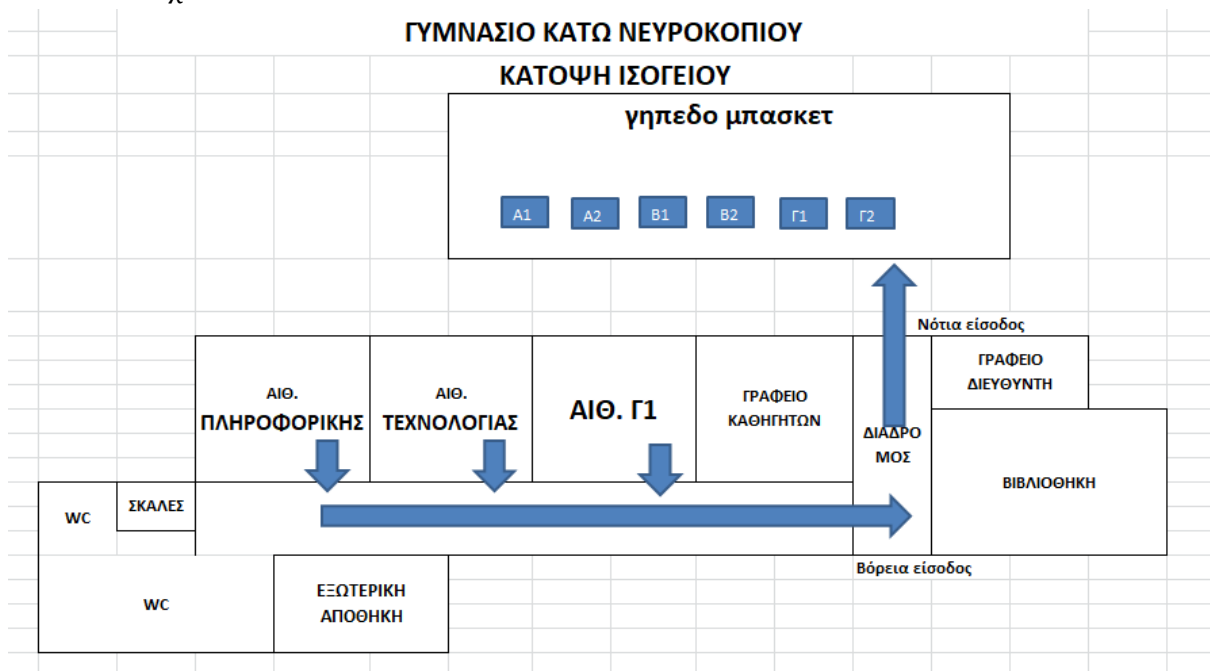 ΓΥΜΝΑΣΙΟ ΚΑΤΩ ΝΕΥΡΟΚΟΠΙΟΥ
ΚΑΤΟΨΗ ΙΣΟΓΕΙΟΥ
γηπεδο μπασκετ
Α1 Α2 Β1 Β2 Γ1 Γ2
Νότια είσοδος
ΑΙΘ.
ΠΛΗΡΟΦΟΡΙΚΗΣ
ΑΙΘ.
ΤΕΧΝΟΛΟΓΙΑΣ
ΑΙΘ. Γ1
ΓΡΑΦΕΙΟ
ΚΑΘΗΓΗΤΩΝ
ΔΙΑΔΡΟ
ΜΟΣ
ΓΡΑΦΕΙΟ
ΔΙΕΥΘΥΝΤΗ
ΒΙΒΛΙΟΘΗΚΗ
WC
ΣΚΑΛΕΣ
Βόρεια είσοδος
WC
ΕΞΩΤΕΡΙΚΗ
ΑΠΟΘΗΚΗ